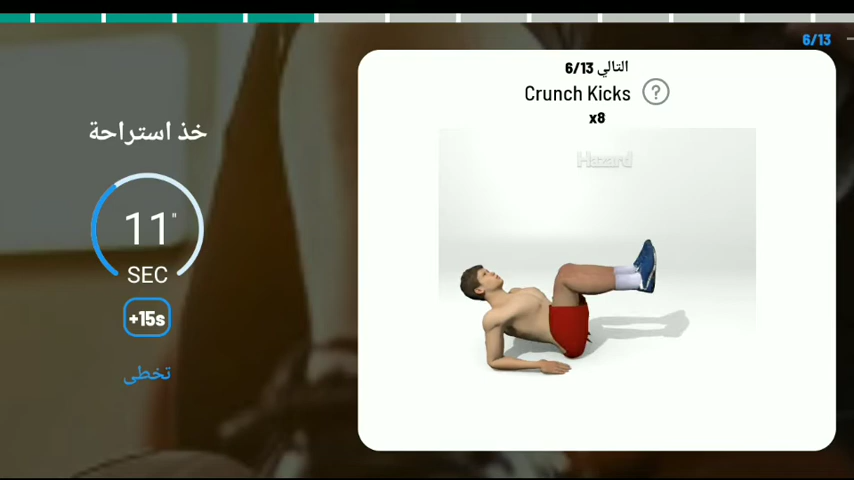 6/13
خذ استراحة
11"
SEC
+15s
تخطى
التالي 6/13
Crunch Kicks ?
x8
Hazard